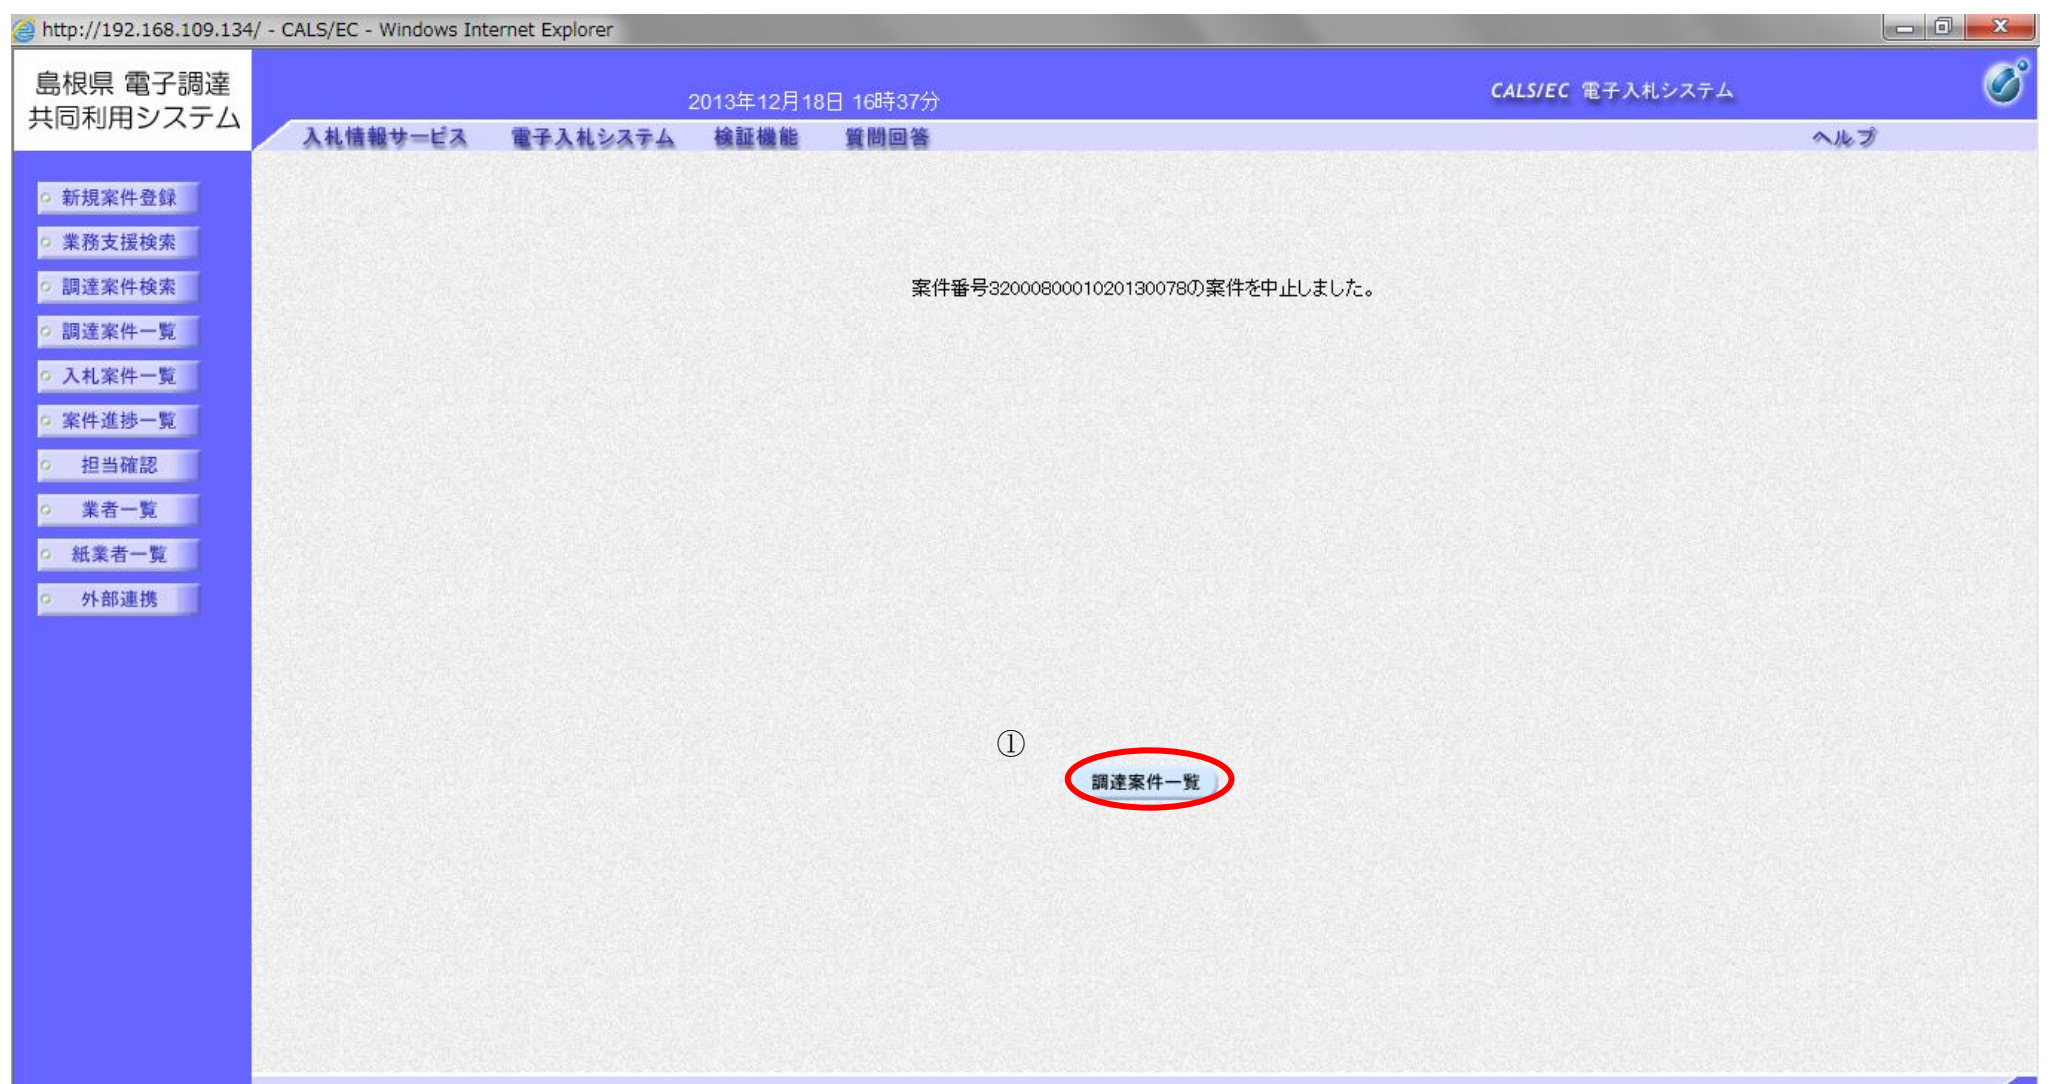 http://192.168.109.134/ - CALS/EC - Windows Internet Explorer
島根県 電子調達
共同利用システム
2013年12月18日 16時37分
CALS/EC 電子入札システム
入札情報サービス 電子入札システム 検証機能 質問回答 ヘルプ
新規案件登録
業務支援検索
調達案件検索
調達案件一覧
入札案件一覧
案件進捗一覧
担当確認
業者一覧
紙業者一覧
外部連携
案件番号3200080001020130078の案件を中止しました。
①
調達案件一覧